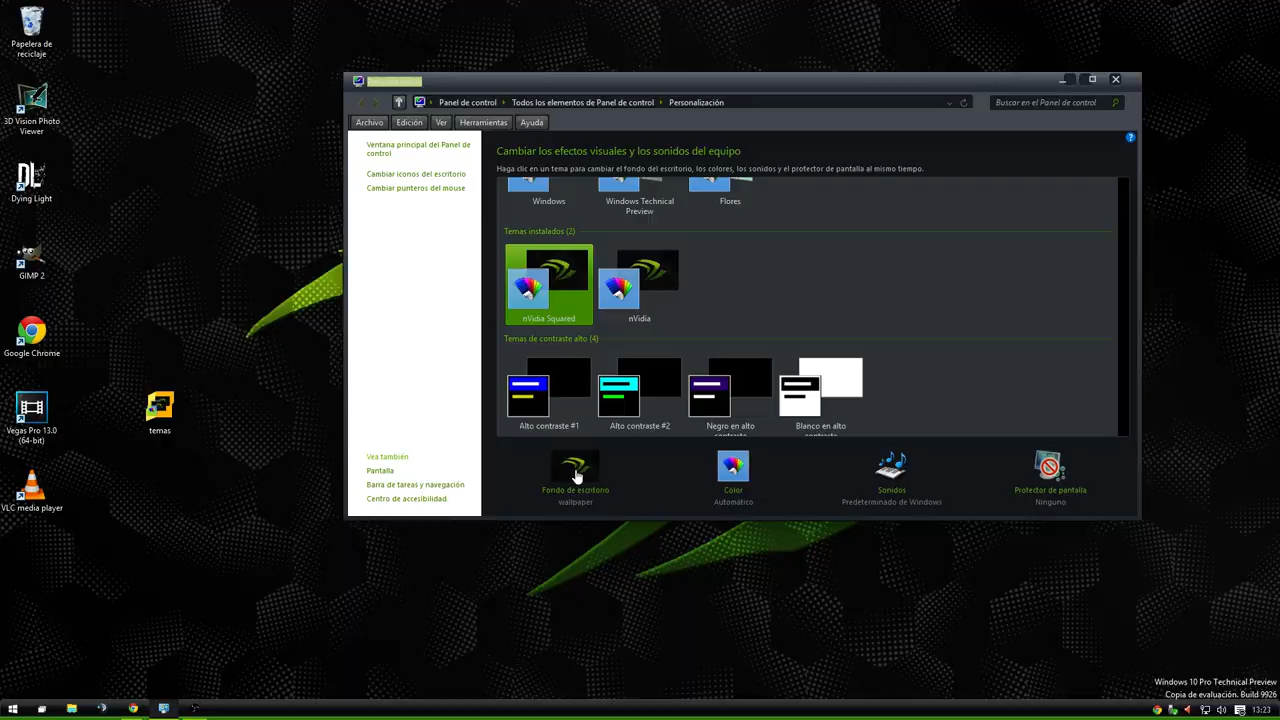 Papelera de
reciclaje
3D Vision Photo
Viewer
Dying Light
GIMP 2
Google Chrome
Vegas Pro 13.0
(64-bit)
VLC media player
temas
Panel de control
Todos los elementos de Panel de control
Personalización
Buscar en el Panel de control
Archivo
Edición
Ver
Herramientas
Ayuda
Ventana principal del Panel de
control
Cambiar iconos del escritorio
Cambiar punteros del mouse
Vea también
Pantalla
Barra de tareas y navegación
Centro de accesibilidad
Cambiar los efectos visuales y los sonidos del equipo
Haga clic en un tema para cambiar el fondo del escritorio, los colores, los sonidos y el protector de pantalla al mismo tiempo.
Windows
Windows Technical
Preview
Flores
Temas instalados (2)
nVidia Squared
nVidia
Temas de contraste alto (4)
Alto contraste #1
Alto contraste #2
Negro en alto
contraste
Blanco en alto
contraste
Fondo de escritorio
wallpaper
Color
Automático
Sonidos
Predeterminado de Windows
Protector de pantalla
Ninguno
Windows 10 Pro Technical Preview
Copia de evaluación. Build 9926
13:23